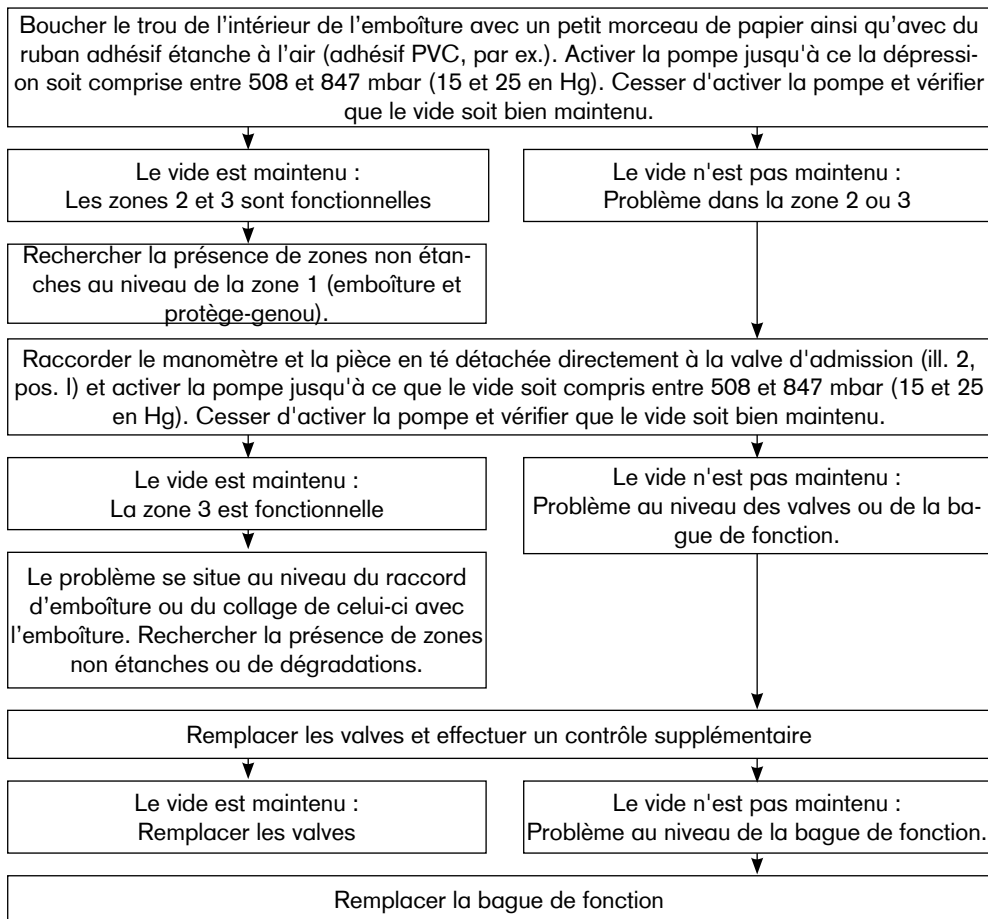 Boucher le trou de l'intérieur de l'emboîture avec un petit morceau de papier ainsi qu'avec du
ruban adhésif étanche à l'air (adhésif PVC, par ex.). Activer la pompe jusqu'à ce la dépressi-
on soit comprise entre 508 et 847 mbar (15 et 25 en Hg). Cesser d'activer la pompe et vérifier
que le vide soit bien maintenu.
Le vide est maintenu :
Les zones 2 et 3 sont fonctionnelles
Le vide n'est pas maintenu :
Problème dans la zone 2 ou 3
Rechercher la présence de zones non étan-
ches au niveau de la zone 1 (emboîture et
protège-genou).
Raccorder le manomètre et la pièce en té détachée directement à la valve d'admission (ill. 2,
pos. I) et activer la pompe jusqu'à ce que le vide soit compris entre 508 et 847 mbar (15 et 25
en Hg). Cesser d'activer la pompe et vérifier que le vide soit bien maintenu.
Le vide est maintenu :
La zone 3 est fonctionnelle
Le vide n'est pas maintenu :
Problème au niveau des valves ou de la ba-
gue de fonction.
Le problème se situe au niveau du raccord
d'emboîture ou du collage de celui-ci avec
l'emboîture. Rechercher la présence de zones
non étanches ou de dégradations.
Remplacer les valves et effectuer un contrôle supplémentaire
Le vide est maintenu :
Remplacer les valves
Le vide n'est pas maintenu :
Problème au niveau de la bague de fonction.
Remplacer la bague de fonction